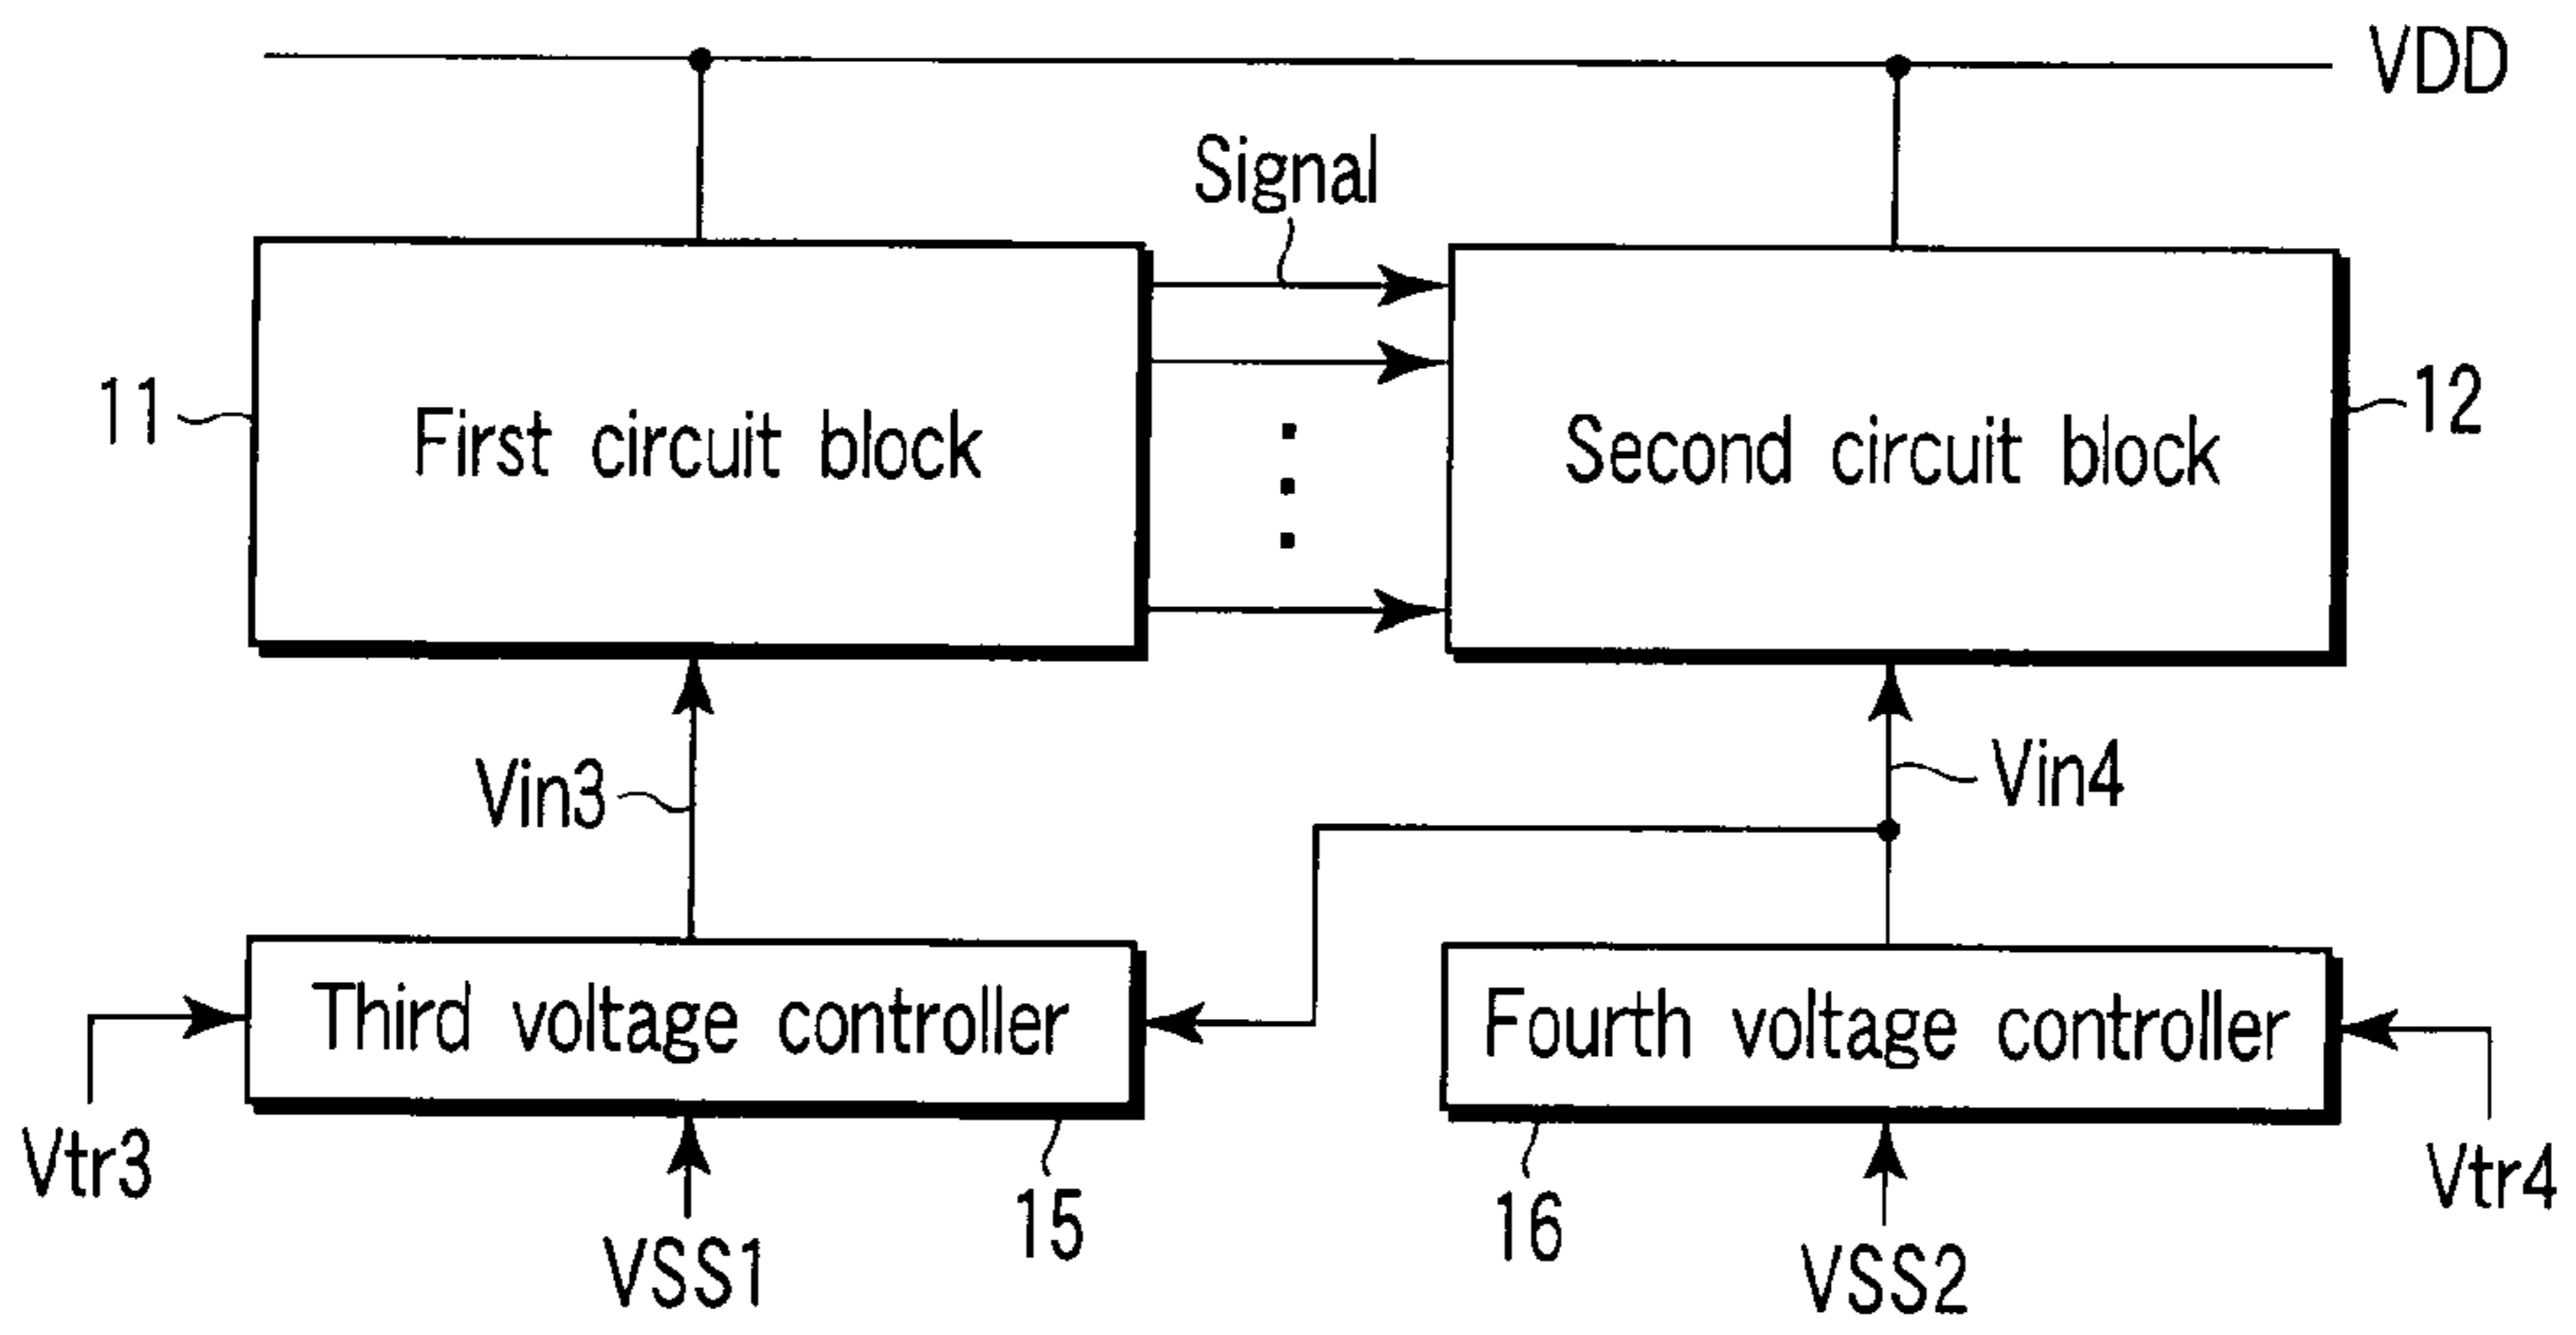 VDD
Signal
11
First circuit block
Second circuit block
12
Vin3
Vin4
Third voltage controller
Fourth voltage controller
Vtr3
15
16
Vtr4
VSS1
VSS2